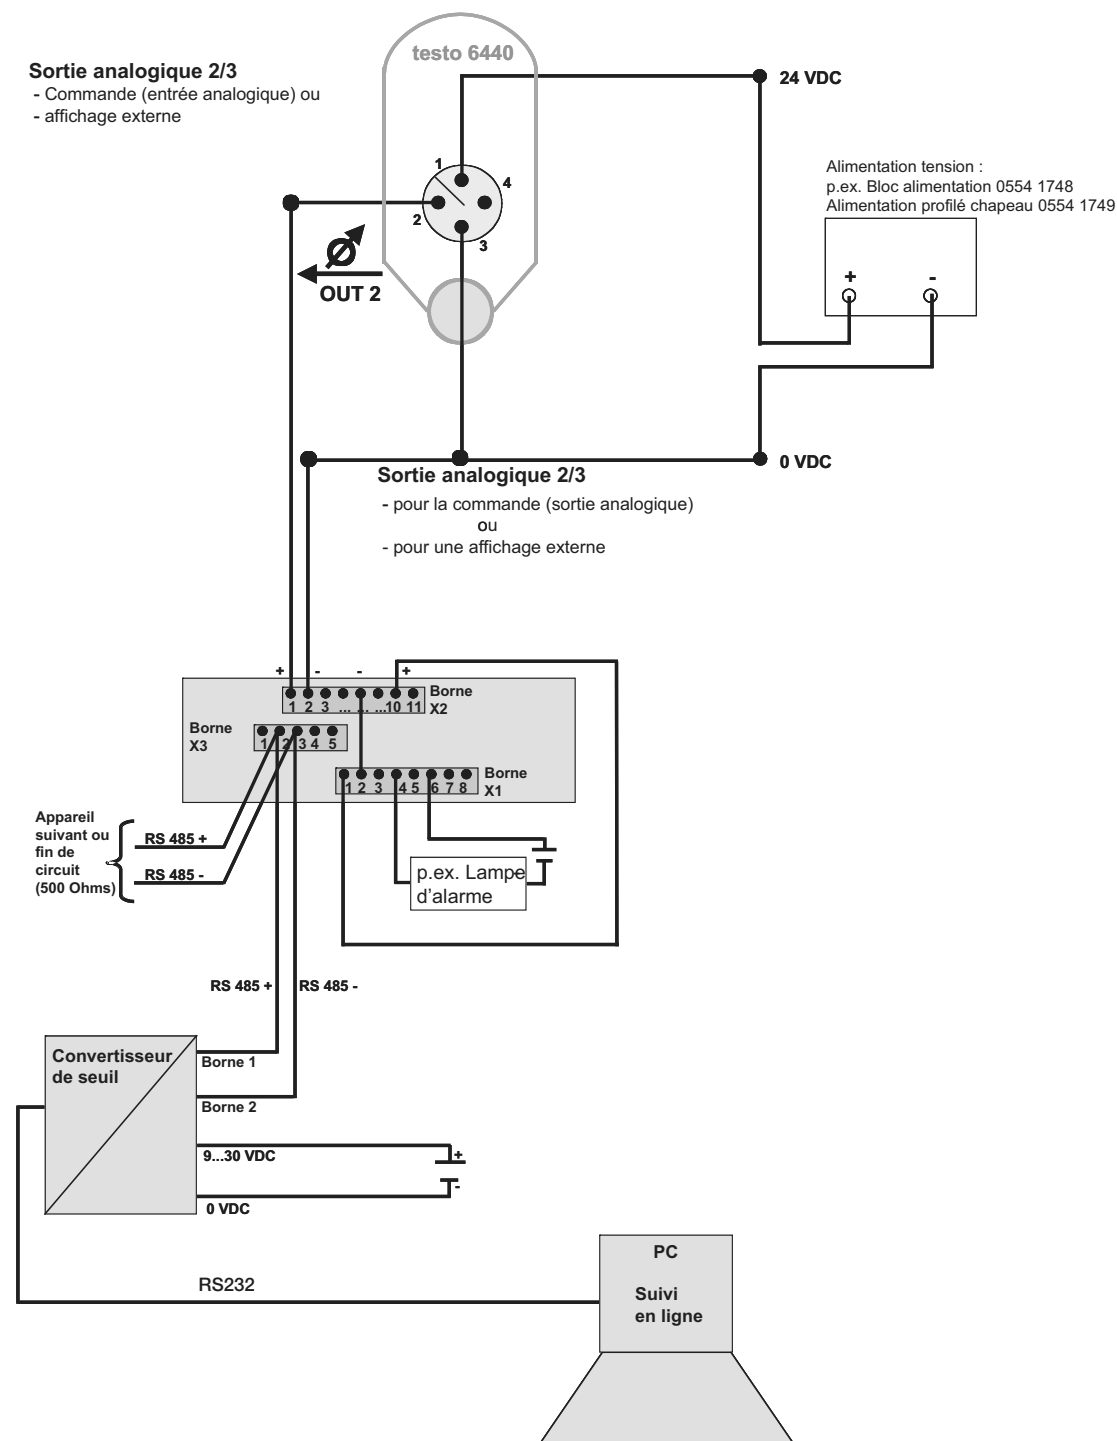 testo 6440
Sortie analogique 2/3
- Commande (entrée analogique) ou
- affichage externe
24 VDC
Alimentation tension :
p.ex. Bloc alimentation 0554 1748
Alimentation profilé chapeau 0554 1749
1
4
2
3
+ -
OUT 2
0 VDC
Sortie analogique 2/3
- pour la commande (sortie analogique)
ou
- pour une affichage externe
+ - - +
Borne
X2
1 2 3 ... ... ...10 11
Borne
X3
1 2 3 4 5
Borne
X1
1 2 3 4 5 6 7 8
Appareil
suivant ou
fin de
circuit
(500 Ohms)
RS 485 +
RS 485 -
p.ex. Lampe
d'alarme
RS 485 + RS 485 -
Convertisseur
de seuil
Borne 1
Borne 2
9...30 VDC
+
-
0 VDC
RS232
PC
Suivi
en ligne